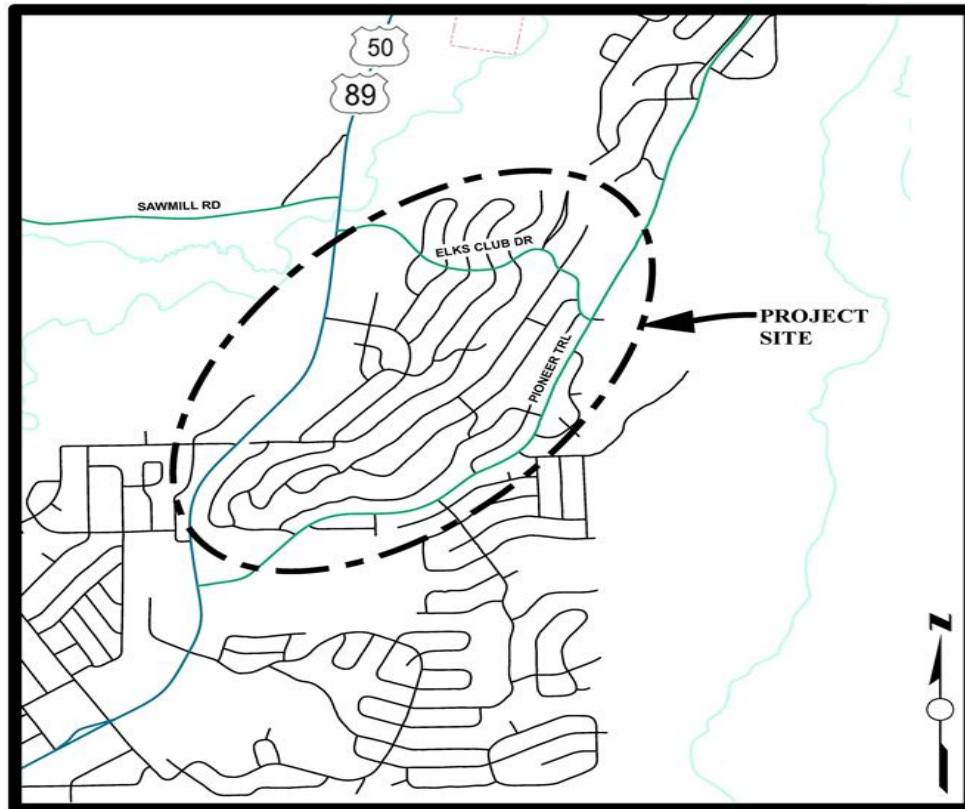 50
89
SAWMILL RD
ELKS CLUB DR
PROJECT
SITE
PIONEER TRL
N